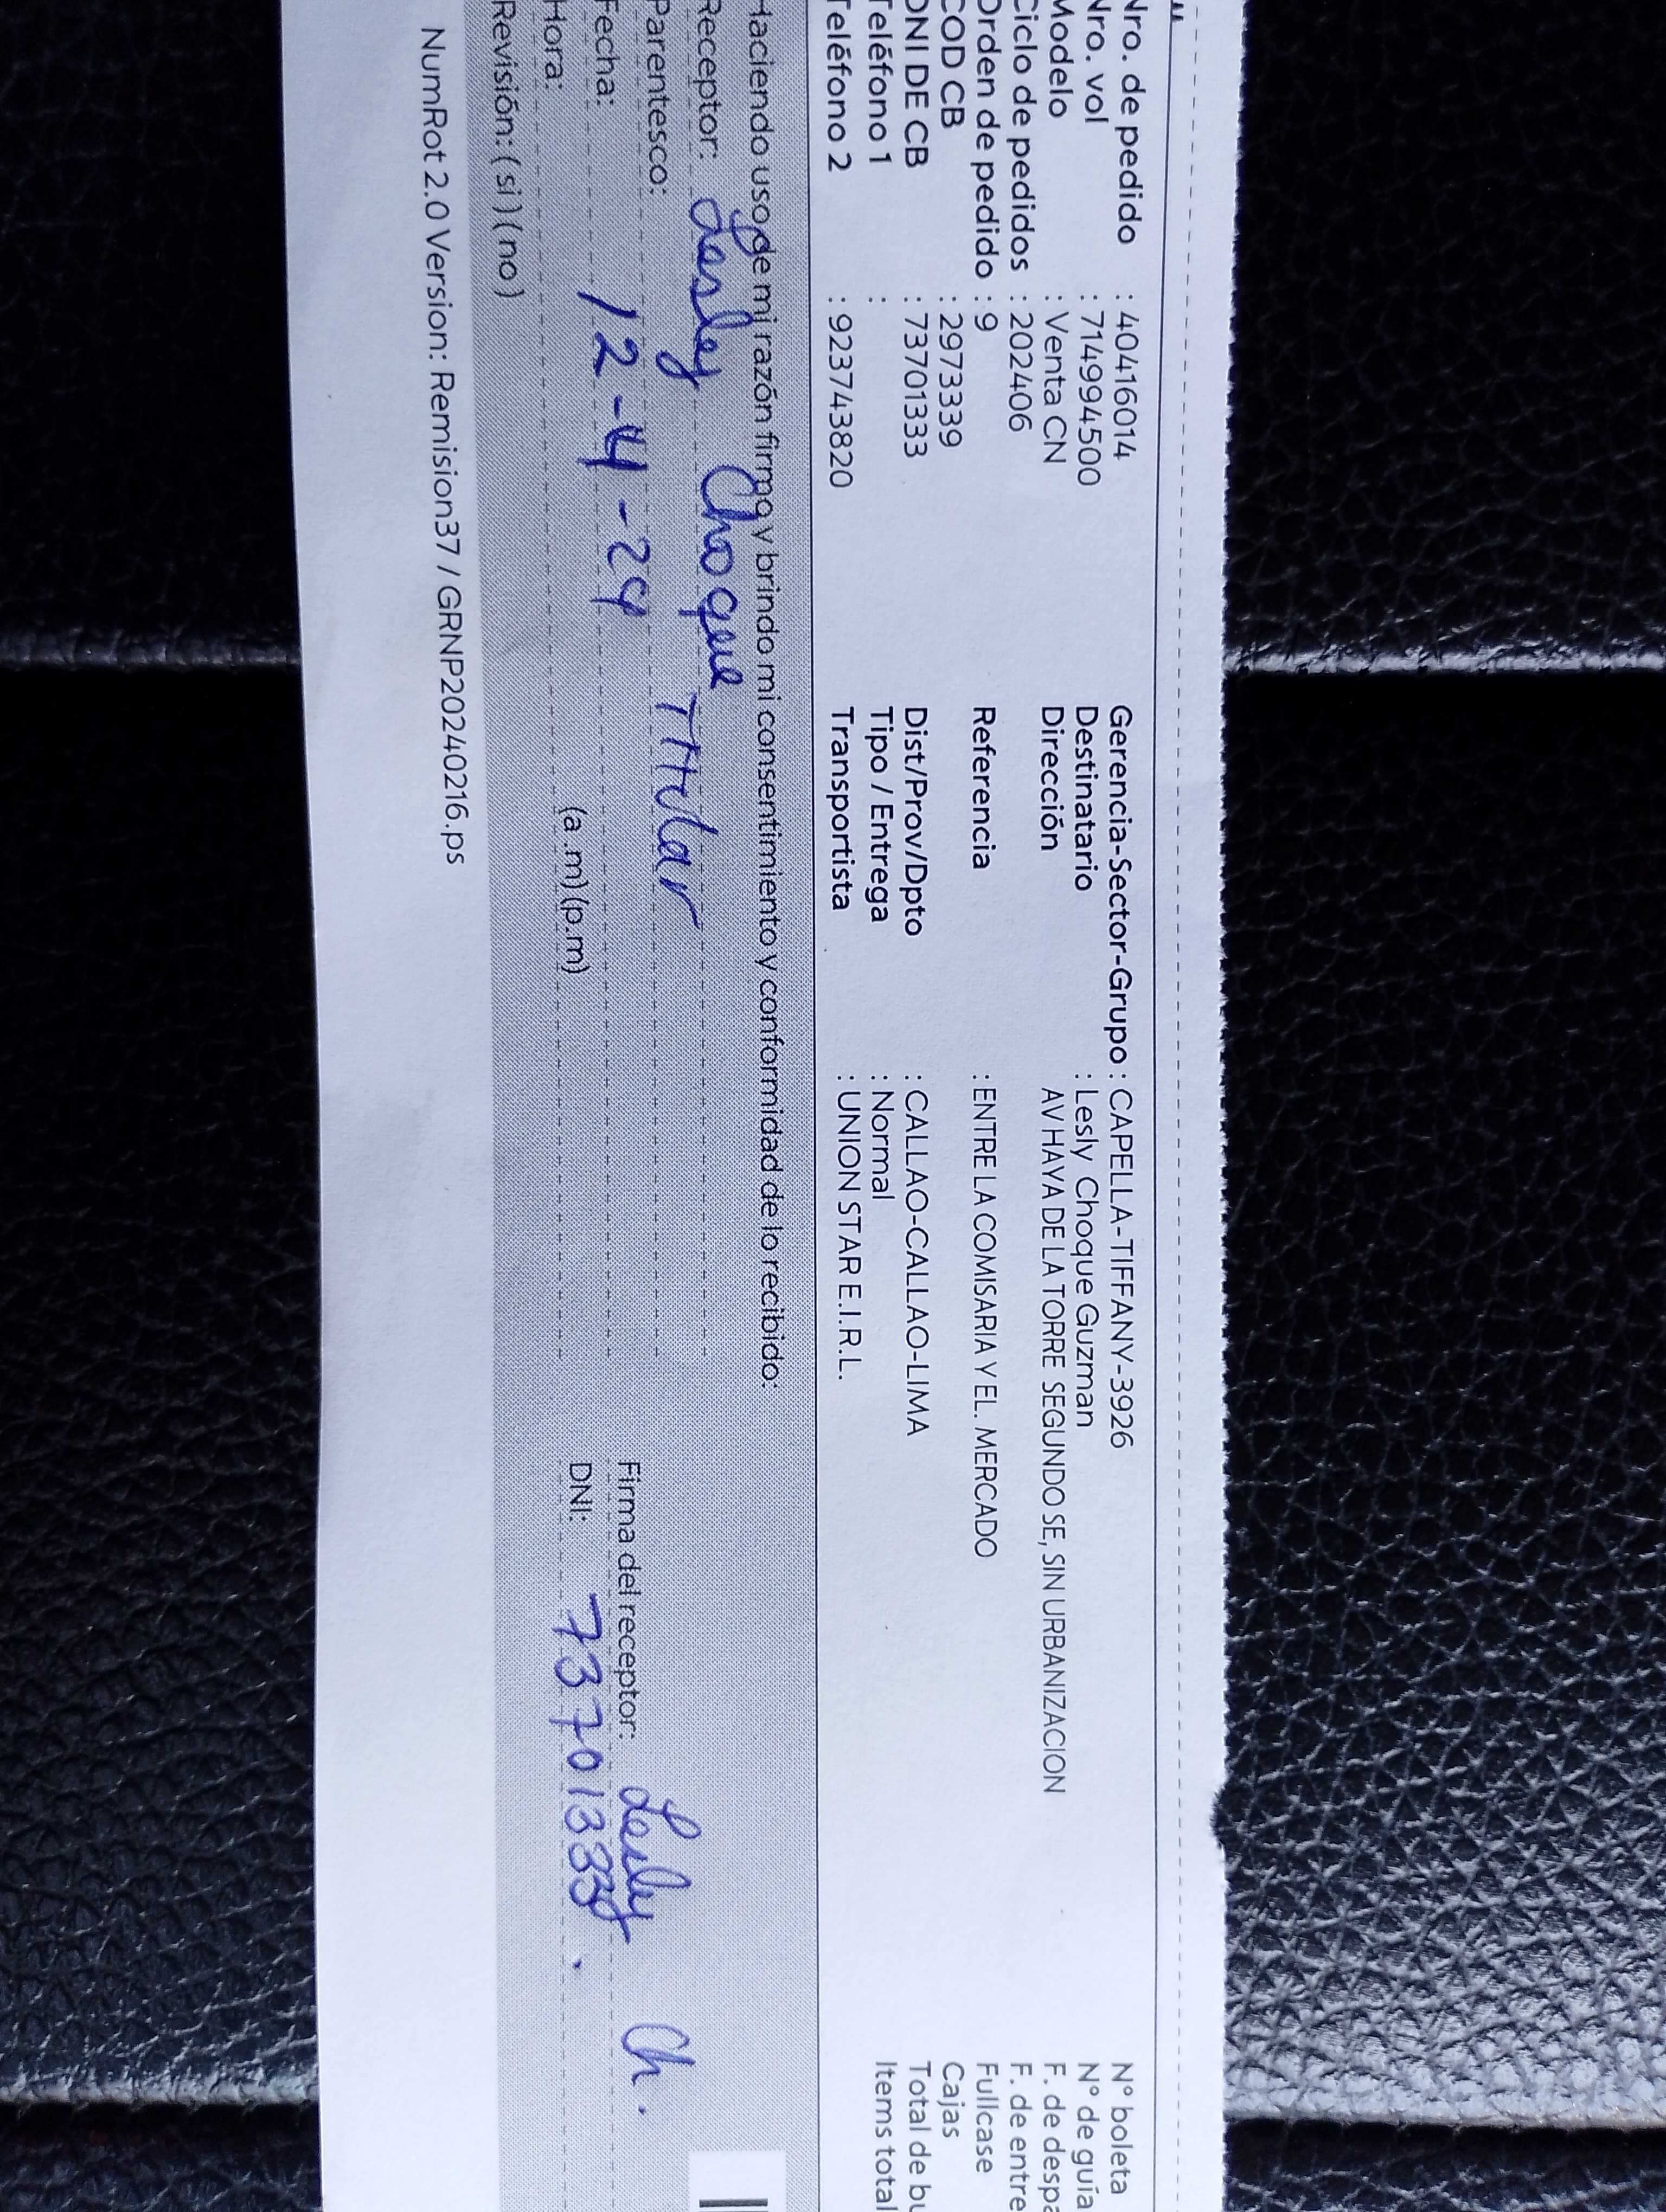 Nro. de pedido : 40416014
Nro. vol : 714994500
Modelo : Venta CN
Ciclo de pedidos : 202406
Orden de pedido : 9
COD CB : 2973339
DNI DE CB : 73701333
Teléfono 1 :
Teléfono 2 : 923743820
Gerencia-Sector-Grupo : CAPELLA-TIFFANY-3926
Destinatario : Lesly Choque Guzman
Dirección AV HAYA DE LA TORRE SEGUNDO SE, SIN URBANIZACION
Referencia : ENTRE LA COMISARIA Y EL. MERCADO
Dist/Prov/Dpto : CALLAO-CALLAO-LIMA
Tipo / Entrega : Normal
Transportista : UNION STAR E.I.R.L.
N° boleta
N° de guía
F. de despa
F. de entre
Fullcase
Cajas
Total de bu
Items total
Haciendo uso de mi razón firmo y brindo mi consentimiento y conformidad de lo recibido:
Receptor: Lesly Choque
Parentesco: Titular
Fecha: 12-4-24
Hora: (a.m) (p.m)
Revisión: ( si ) ( no )
Firma del receptor: Lesly Ch.
DNI: 73701333.
NumRot 2.0 Version: Remision37 / GRNP20240216.ps